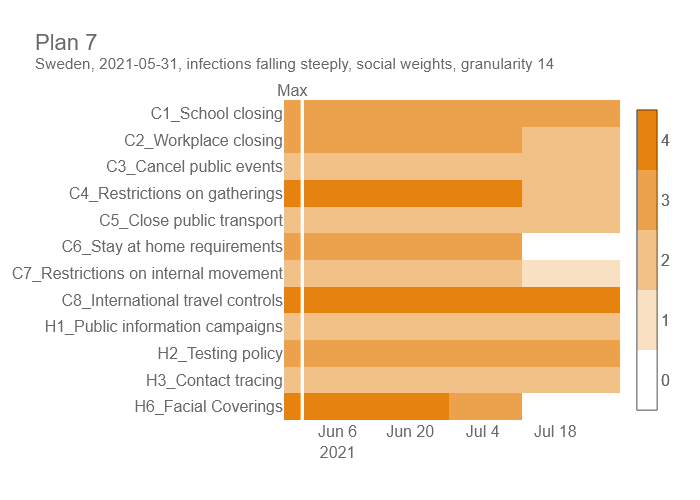 Plan 7
Sweden, 2021-05-31, infections falling steeply, social weights, granularity 14
Max
C1_School closing
C2_Workplace closing
C3_Cancel public events
C4_Restrictions on gatherings
C5_Close public transport
C6_Stay at home requirements
C7_Restrictions on internal movement
C8_International travel controls
H1_Public information campaigns
H2_Testing policy
H3_Contact tracing
H6_Facial Coverings
Jun 6 Jun 20 Jul 4 Jul 18
2021
4
3
2
1
0